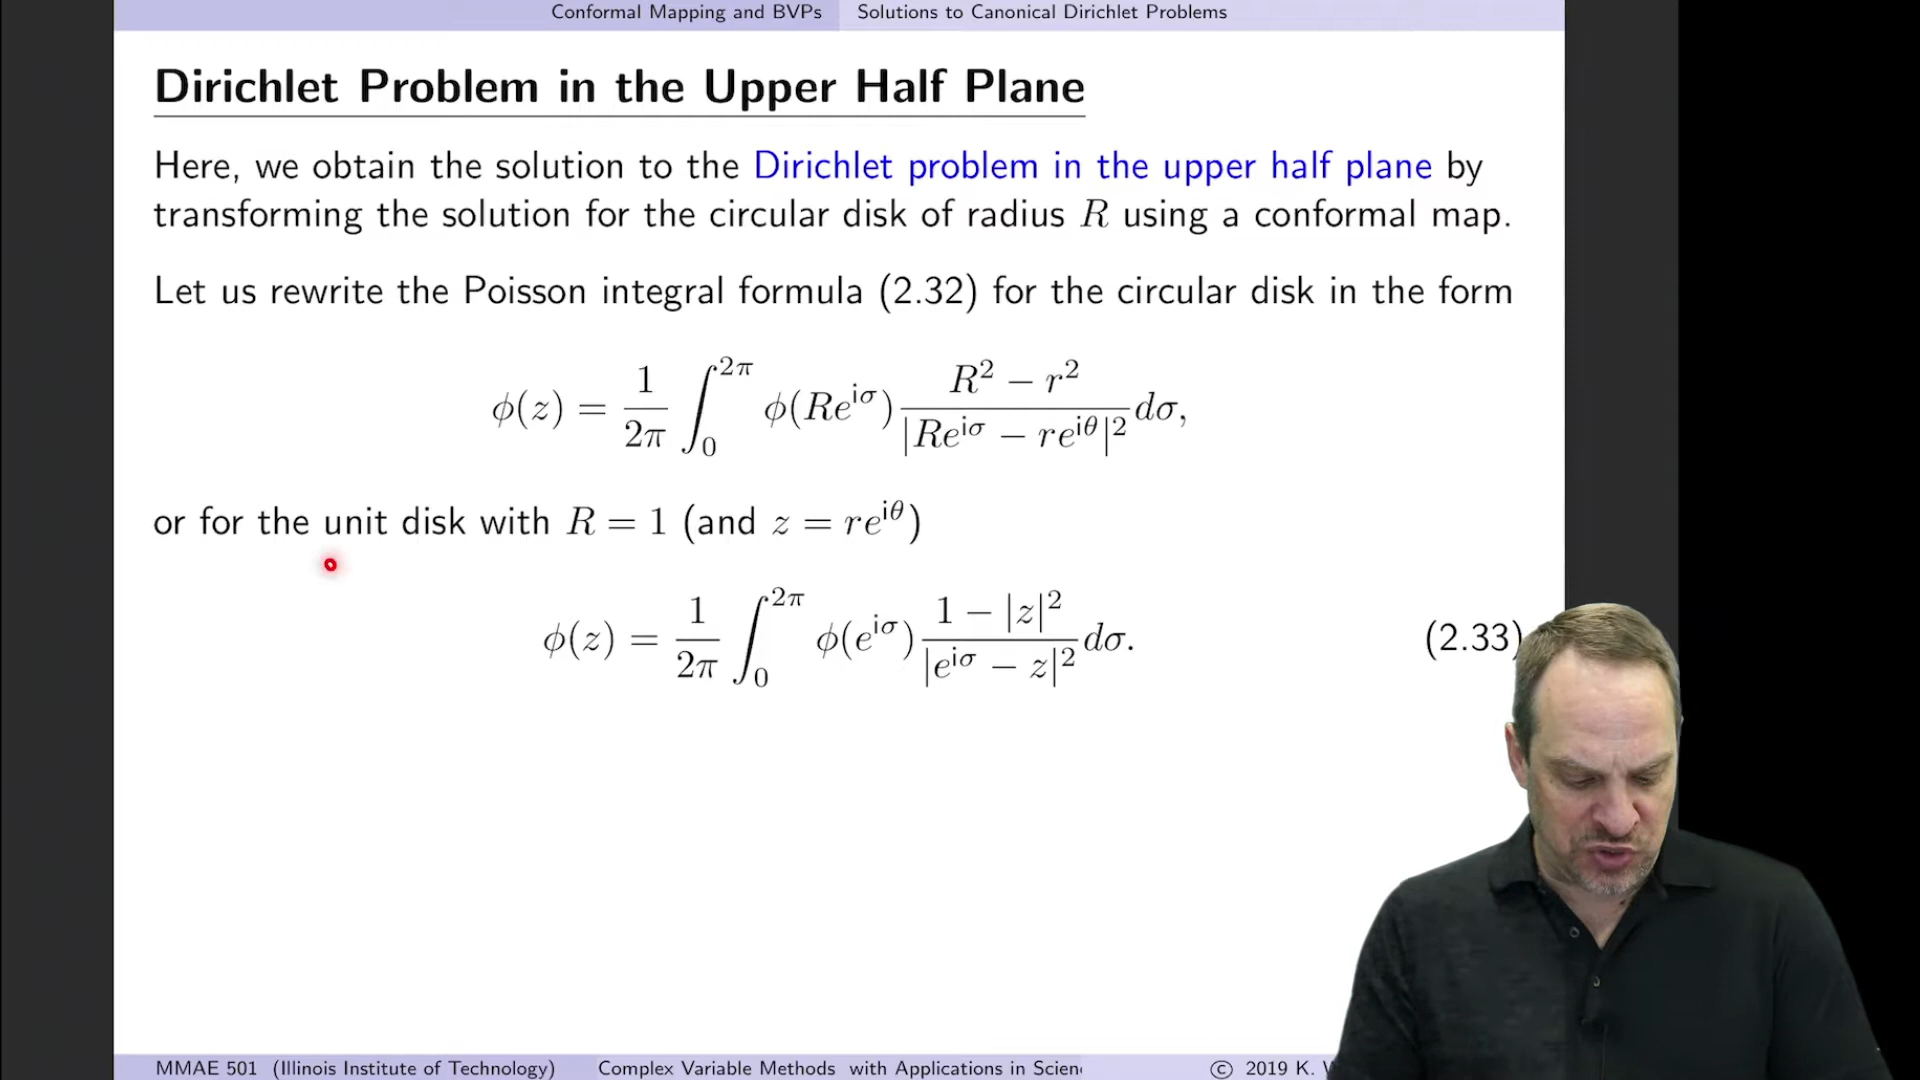 Conformal Mapping and BVPs Solutions to Canonical Dirichlet Problems
Dirichlet Problem in the Upper Half Plane
Here, we obtain the solution to the Dirichlet problem in the upper half plane by
transforming the solution for the circular disk of radius R using a conformal map.
Let us rewrite the Poisson integral formula (2.32) for the circular disk in the form
ϕ(z) = \frac{1}{2π} ∫_0^{2π} ϕ(Re^{iσ}) \frac{R^2 − r^2}{|Re^{iσ} − re^{iθ}|^2} dσ,
or for the unit disk with R = 1 (and z = re^{iθ})
ϕ(z) = \frac{1}{2π} ∫_0^{2π} ϕ(e^{iσ}) \frac{1 − |z|^2}{|e^{iσ} − z|^2} dσ. (2.33)
MMAE 501 (Illinois Institute of Technology) Complex Variable Methods with Applications in Scien © 2019 K.